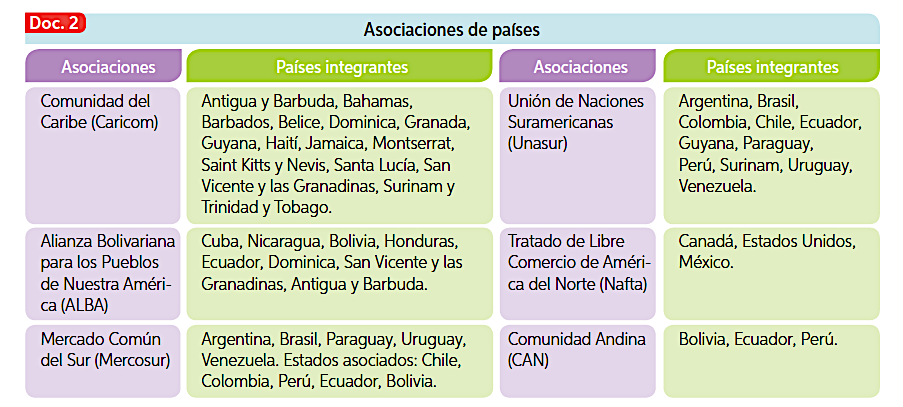 Doc. 2
Asociaciones de países
Asociaciones
Países integrantes
Asociaciones
Países integrantes
Comunidad del
Caribe (Caricom)
Antigua y Barbuda, Bahamas,
Barbados, Belice, Dominica, Granada,
Guyana, Haití, Jamaica, Montserrat,
Saint Kitts y Nevis, Santa Lucía, San
Vicente y las Granadinas, Surinam y
Trinidad y Tobago.
Unión de Naciones
Suramericanas
(Unasur)
Argentina, Brasil,
Colombia, Chile, Ecuador,
Guyana, Paraguay,
Perú, Surinam, Uruguay,
Venezuela.
Alianza Bolivariana
para los Pueblos
de Nuestra Améri-
ca (ALBA)
Cuba, Nicaragua, Bolivia, Honduras,
Ecuador, Dominica, San Vicente y las
Granadinas, Antigua y Barbuda.
Tratado de Libre
Comercio de Améri-
ca del Norte (Nafta)
Canadá, Estados Unidos,
México.
Mercado Común
del Sur (Mercosur)
Argentina, Brasil, Paraguay, Uruguay,
Venezuela. Estados asociados: Chile,
Colombia, Perú, Ecuador, Bolivia.
Comunidad Andina
(CAN)
Bolivia, Ecuador, Perú.